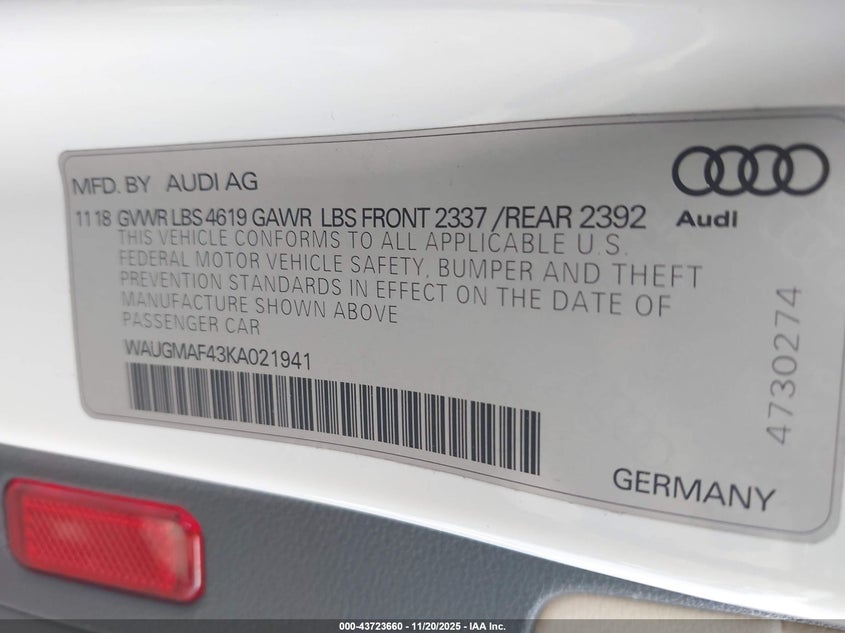 MFD. BY AUDI AG
Audi
11 18 GVWR LBS 4619 GAWR LBS FRONT 2337 /REAR 2392
THIS VEHICLE CONFORMS TO ALL APPLICABLE U.S.
FEDERAL MOTOR VEHICLE SAFETY, BUMPER AND THEFT
PREVENTION STANDARDS IN EFFECT ON THE DATE OF
MANUFACTURE SHOWN ABOVE
PASSENGER CAR
WAUGMAF43KA021941
4730274
GERMANY
000-43723660 - 11/20/2025 - IAA Inc.